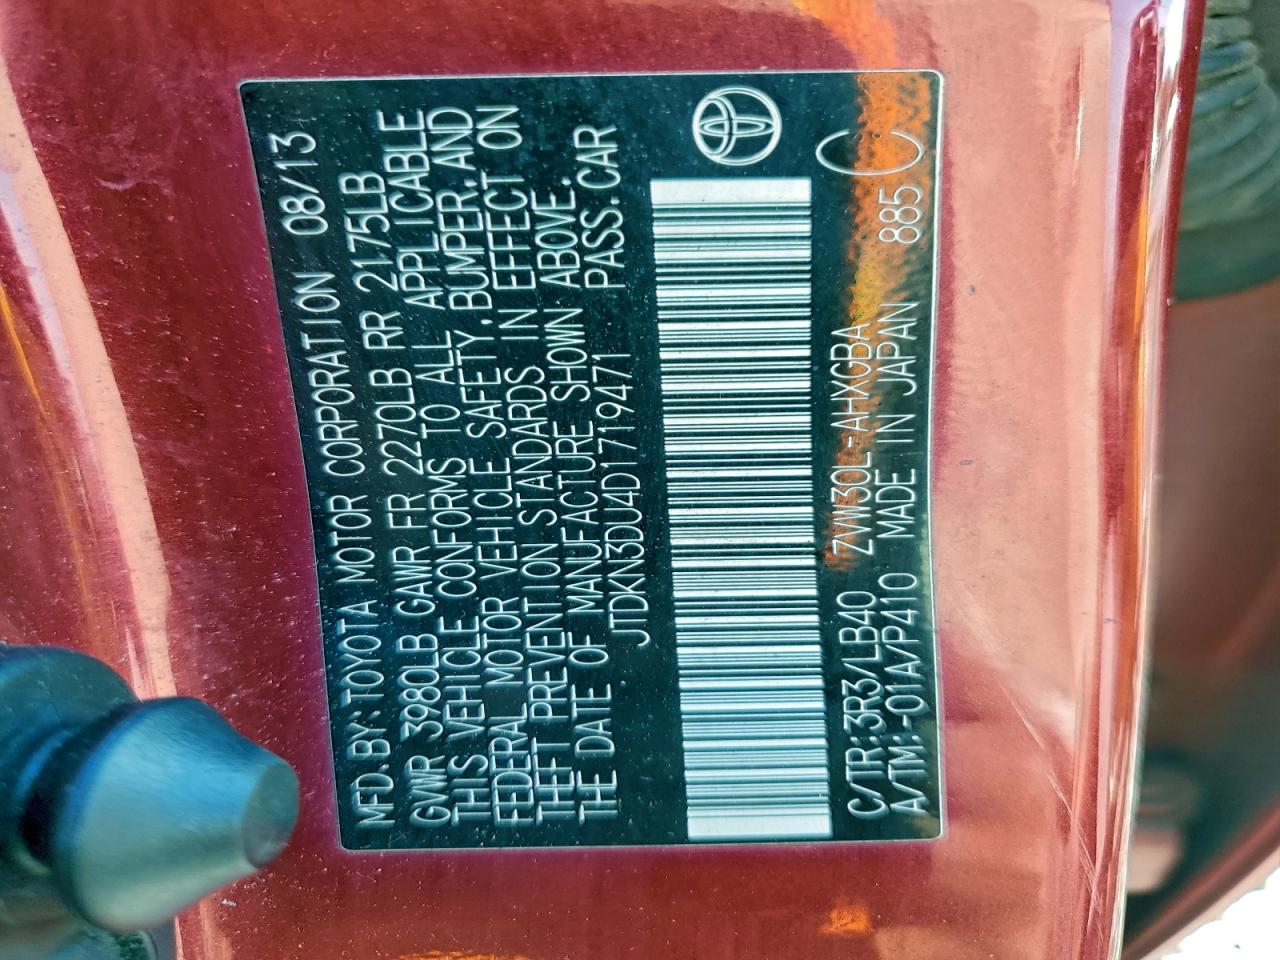 MFD.BY:TOYOTA MOTOR CORPORATION 08/13
GVWR 3980LB GAWR FR 2270LB RR 2175LB
THIS VEHICLE CONFORMS TO ALL APPLICABLE
FEDERAL MOTOR VEHICLE SAFETY,BUMPER,AND
THEFT PREVENTION STANDARDS IN EFFECT ON
THE DATE OF MANUFACTURE SHOWN ABOVE.
JTDKN3DU4D1719471 PASS.CAR
C/TR:3R3/LB40 ZVW30L-AHXGBA C
A/TM:-01A/P410 MADE IN JAPAN 885